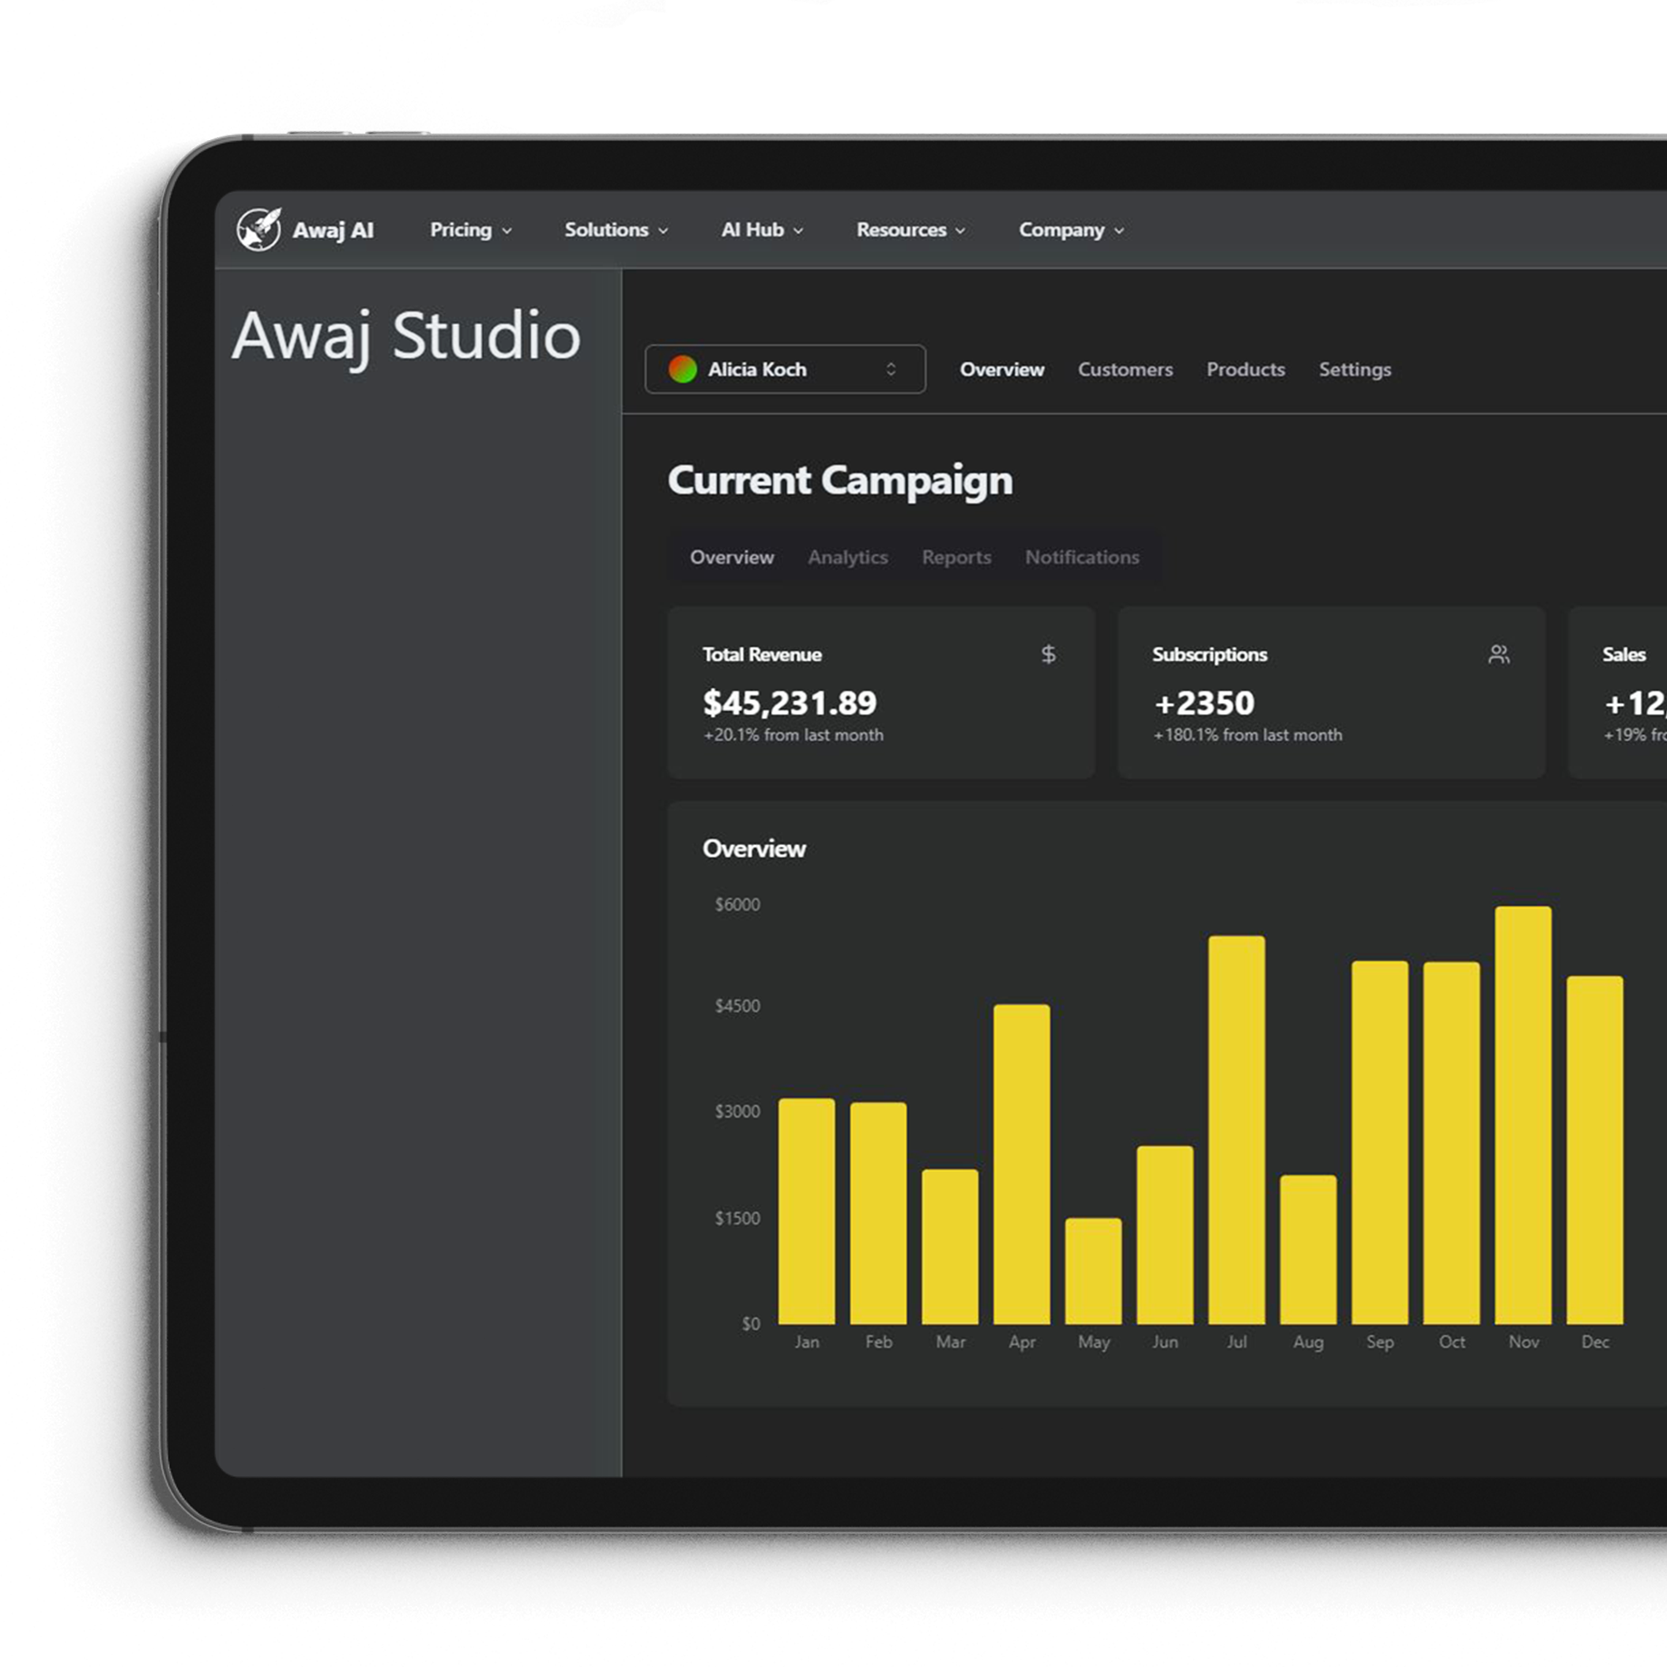 Awaj AI Pricing Solutions AI Hub Resources Company
Awaj Studio
Alicia Koch Overview Customers Products Settings
Current Campaign
Overview Analytics Reports Notifications
Total Revenue $
$45,231.89
+20.1% from last month
Subscriptions
+2350
+180.1% from last month
Sales
+12,
+19%
Overview
$6000
$4500
$3000
$1500
$0
Jan Feb Mar Apr May Jun Jul Aug Sep Oct Nov Dec